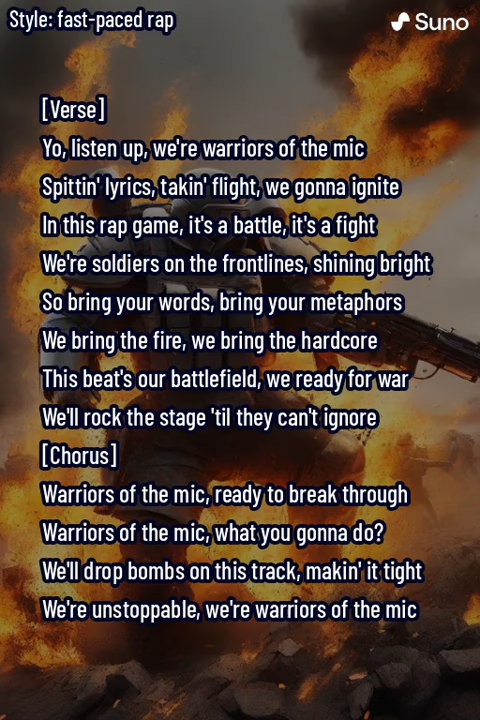 Style: fast-paced rap
Suno
[Verse]
Yo, listen up, we're warriors of the mic
Spittin' lyrics, takin' flight, we gonna ignite
In this rap game, it's a battle, it's a fight
We're soldiers on the frontlines, shining bright
So bring your words, bring your metaphors
We bring the fire, we bring the hardcore
This beat's our battlefield, we ready for war
We'll rock the stage 'til they can't ignore
[Chorus]
Warriors of the mic, ready to break through
Warriors of the mic, what you gonna do?
We'll drop bombs on this track, makin' it tight
We're unstoppable, we're warriors of the mic